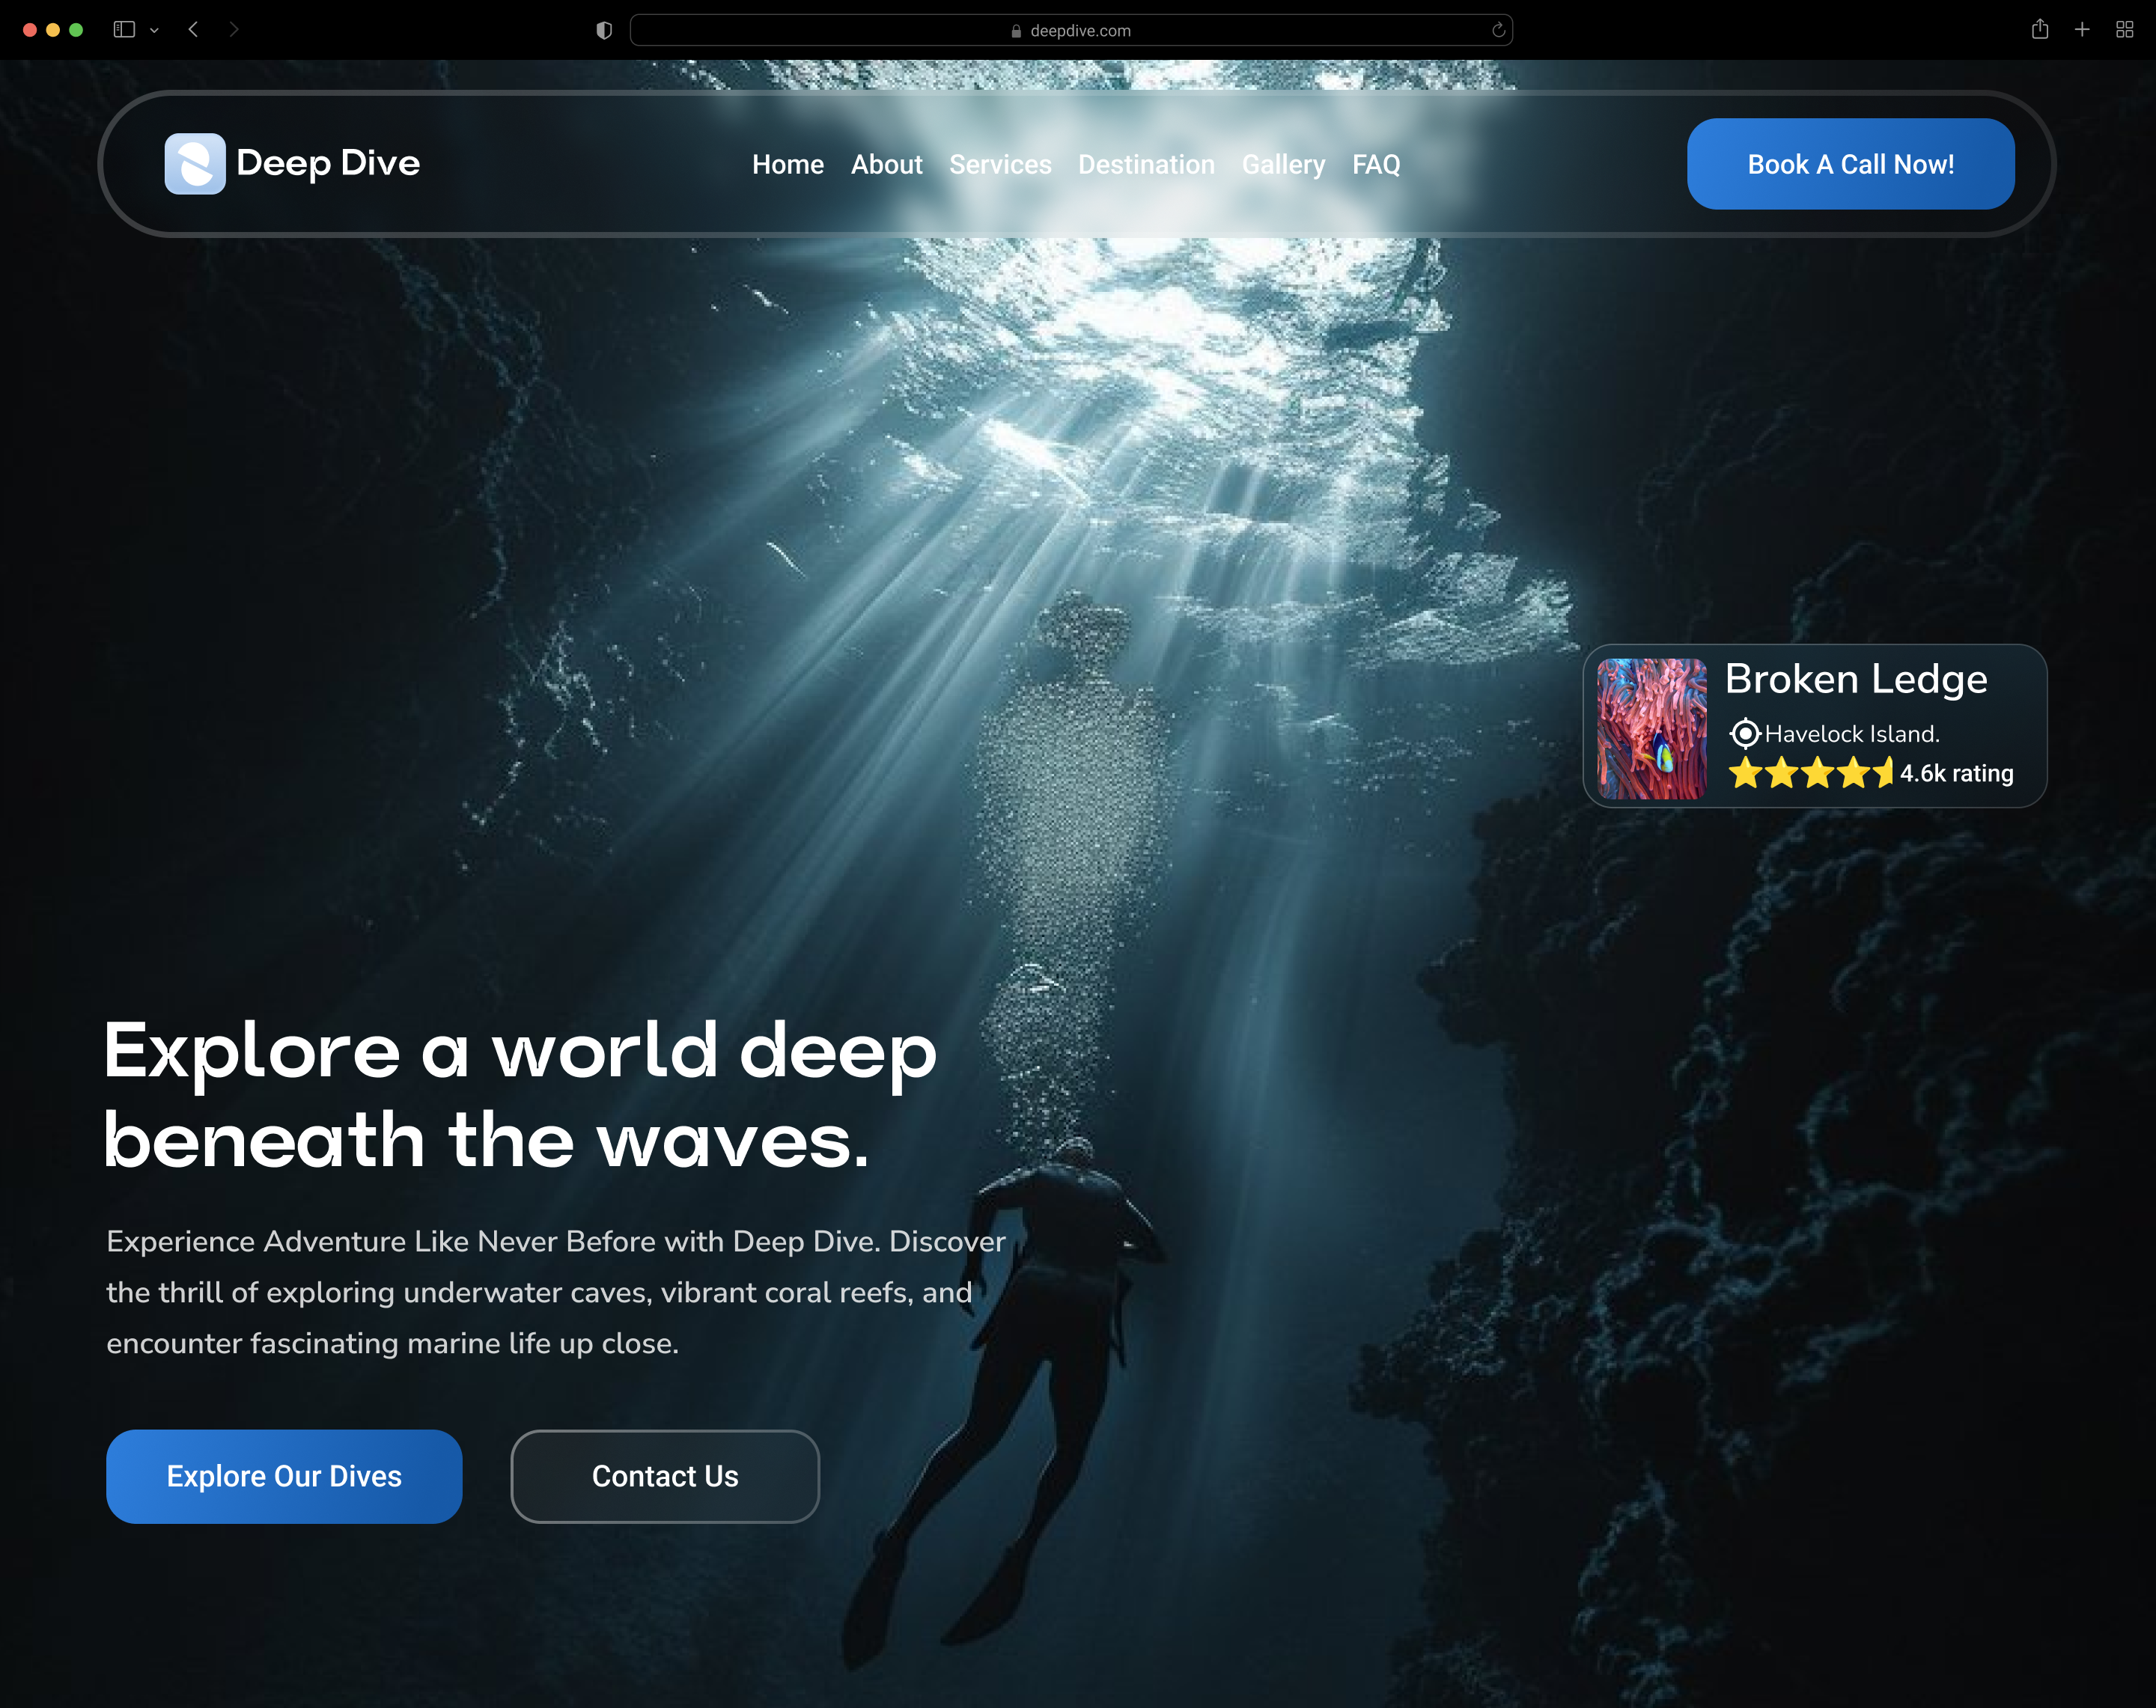 deepdive.com
Deep Dive
Home About Services Destination Gallery FAQ
Book A Call Now!
Broken Ledge
Havelock Island.
4.6k rating
Explore a world deep
beneath the waves.
Experience Adventure Like Never Before with Deep Dive. Discover
the thrill of exploring underwater caves, vibrant coral reefs, and
encounter fascinating marine life up close.
Explore Our Dives
Contact Us